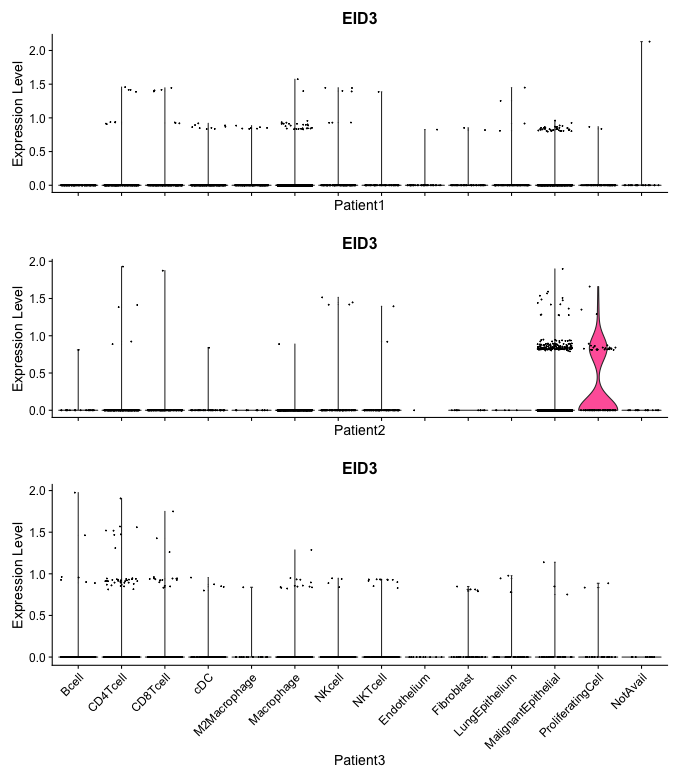 EID3
Expression Level
2.0
1.5
1.0
0.5
0.0
Patient1
EID3
Expression Level
2.0
1.5
1.0
0.5
0.0
Patient2
EID3
Expression Level
2.0
1.5
1.0
0.5
0.0
Bcell
CD4Tcell
CD8Tcell
cDC
M2Macrophage
Macrophage
NKcell
NKTcell
Endothelium
Fibroblast
LungEpithelium
MalignantEpithelial
ProliferatingCell
NotAvail
Patient3